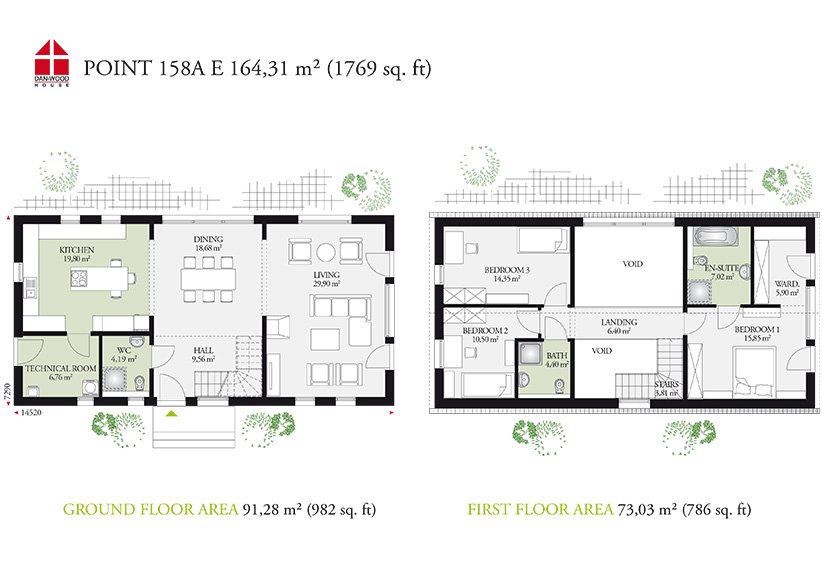 DAN-WOOD
HOUSE
POINT 158A E 164,31 m² (1769 sq. ft)
KITCHEN
19,80 m²
DINING
18,68 m²
LIVING
29,90 m²
WC
4,19 m²
HALL
9,56 m²
TECHNICAL ROOM
6,76 m²
7290
14520
BEDROOM 3
14,35 m²
VOID
EN-SUITE
7,02 m²
WARD.
5,90 m²
BEDROOM 2
10,50 m²
LANDING
6,40 m²
BEDROOM 1
15,85 m²
BATH
4,40 m²
VOID
STAIRS
3,81 m²
GROUND FLOOR AREA 91,28 m² (982 sq. ft)
FIRST FLOOR AREA 73,03 m² (786 sq. ft)